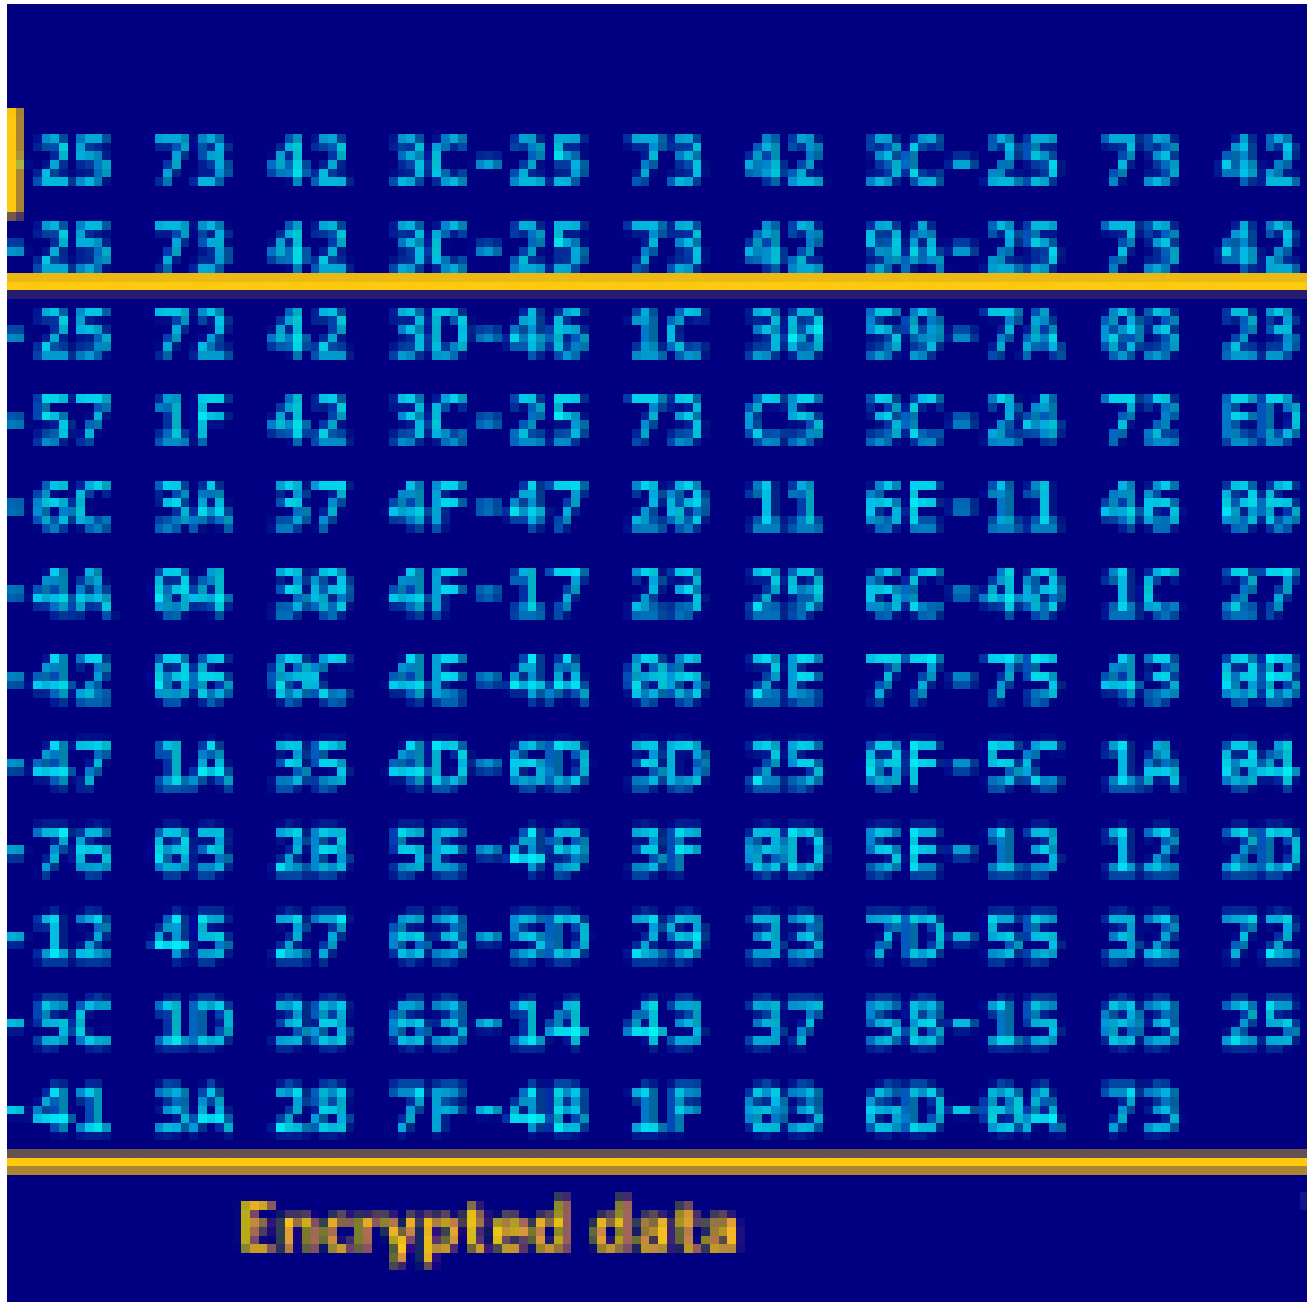 25 73 42 3C-25 73 42 3C-25 73 42
-25 73 42 3C-25 73 42 9A-25 73 42
-25 72 42 3D-46 1C 30 59-7A 03 23
-57 1F 42 3C-25 73 C5 3C-24 72 ED
-6C 3A 37 4F-47 20 11 6E-11 46 06
-4A 04 30 4F-17 23 29 6C-40 1C 27
-42 06 0C 4E-4A 06 2E 77-75 43 0B
-47 1A 35 4D-6D 3D 25 0F-5C 1A 04
-76 03 2B 5E-49 3F 0D 5E-13 12 2D
-12 45 27 63-5D 29 33 7D-55 32 72
-5C 1D 38 63-14 43 37 5B-15 03 25
-41 3A 28 7F-4B 1F 03 6D-0A 73
Encrypted data